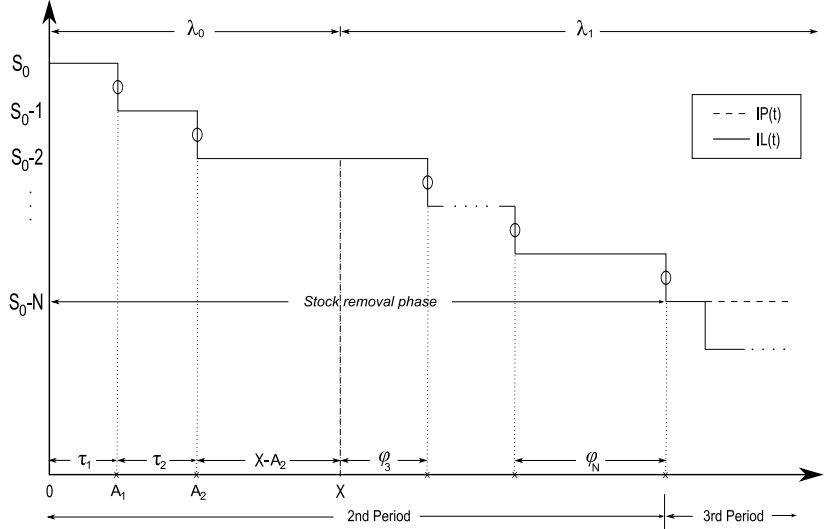 λ₀ λ₁
S₀
S₀-1
S₀-2
. . .
S₀-N
IP(t)
IL(t)
. . . .
Stock removal phase
. . . .
τ₁ τ₂ X-A₂ φ₃ φ_N
0 A₁ A₂ X
2nd Period 3rd Period